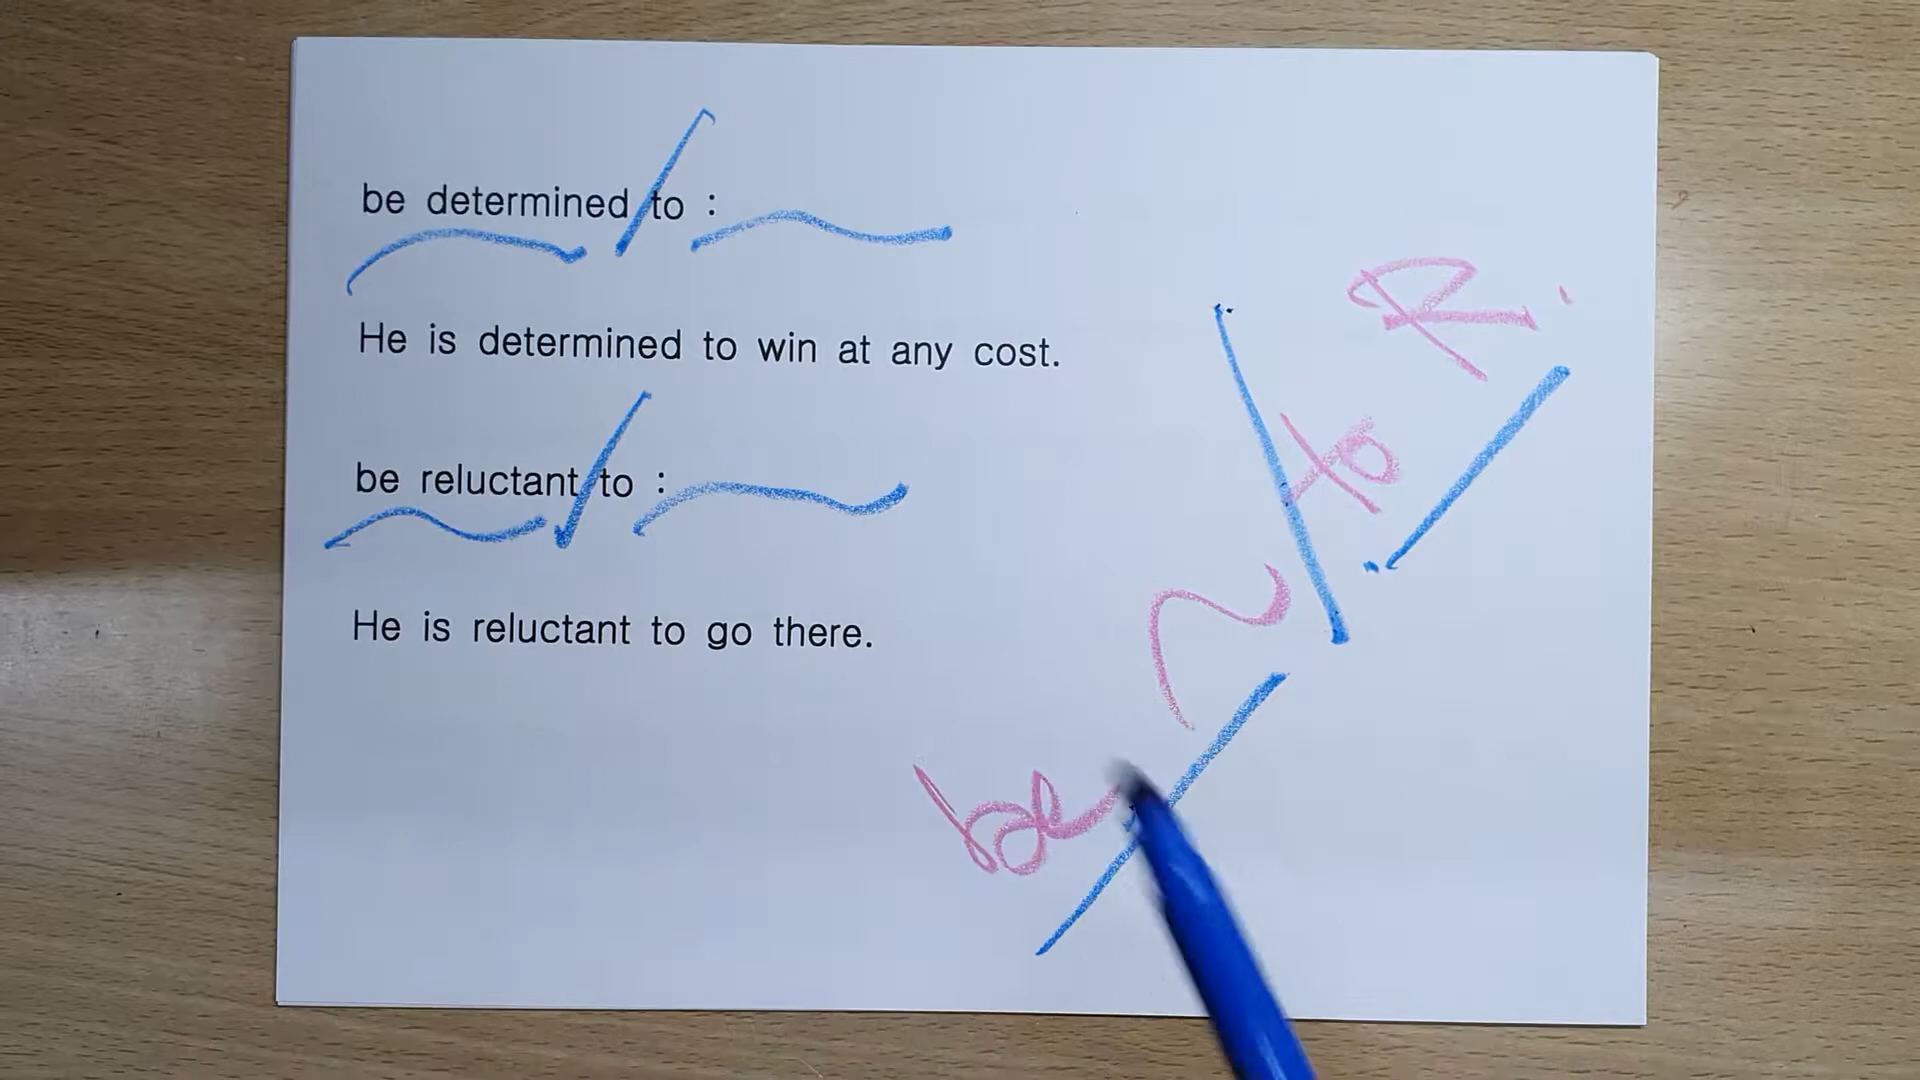 be determined to :
He is determined to win at any cost.
be reluctant to :
He is reluctant to go there.
be ~ to R.